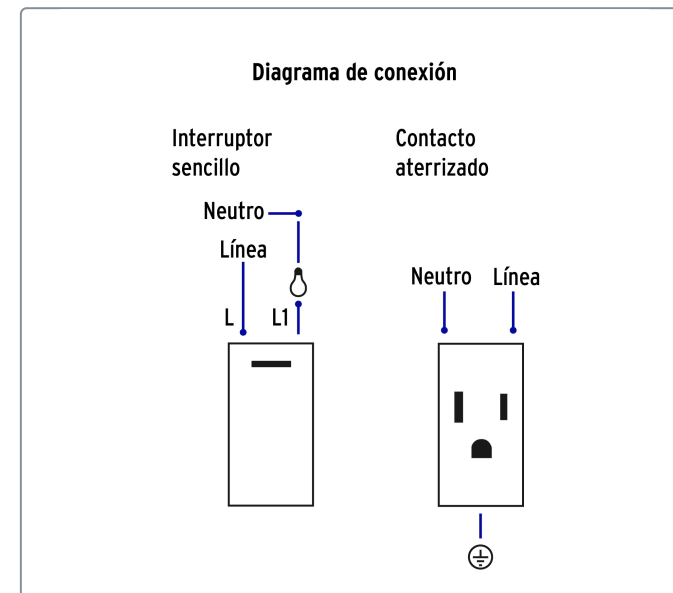 Diagrama de conexión
Interruptor
sencillo
Neutro
Línea
L L1
Contacto
aterrizado
Neutro Línea